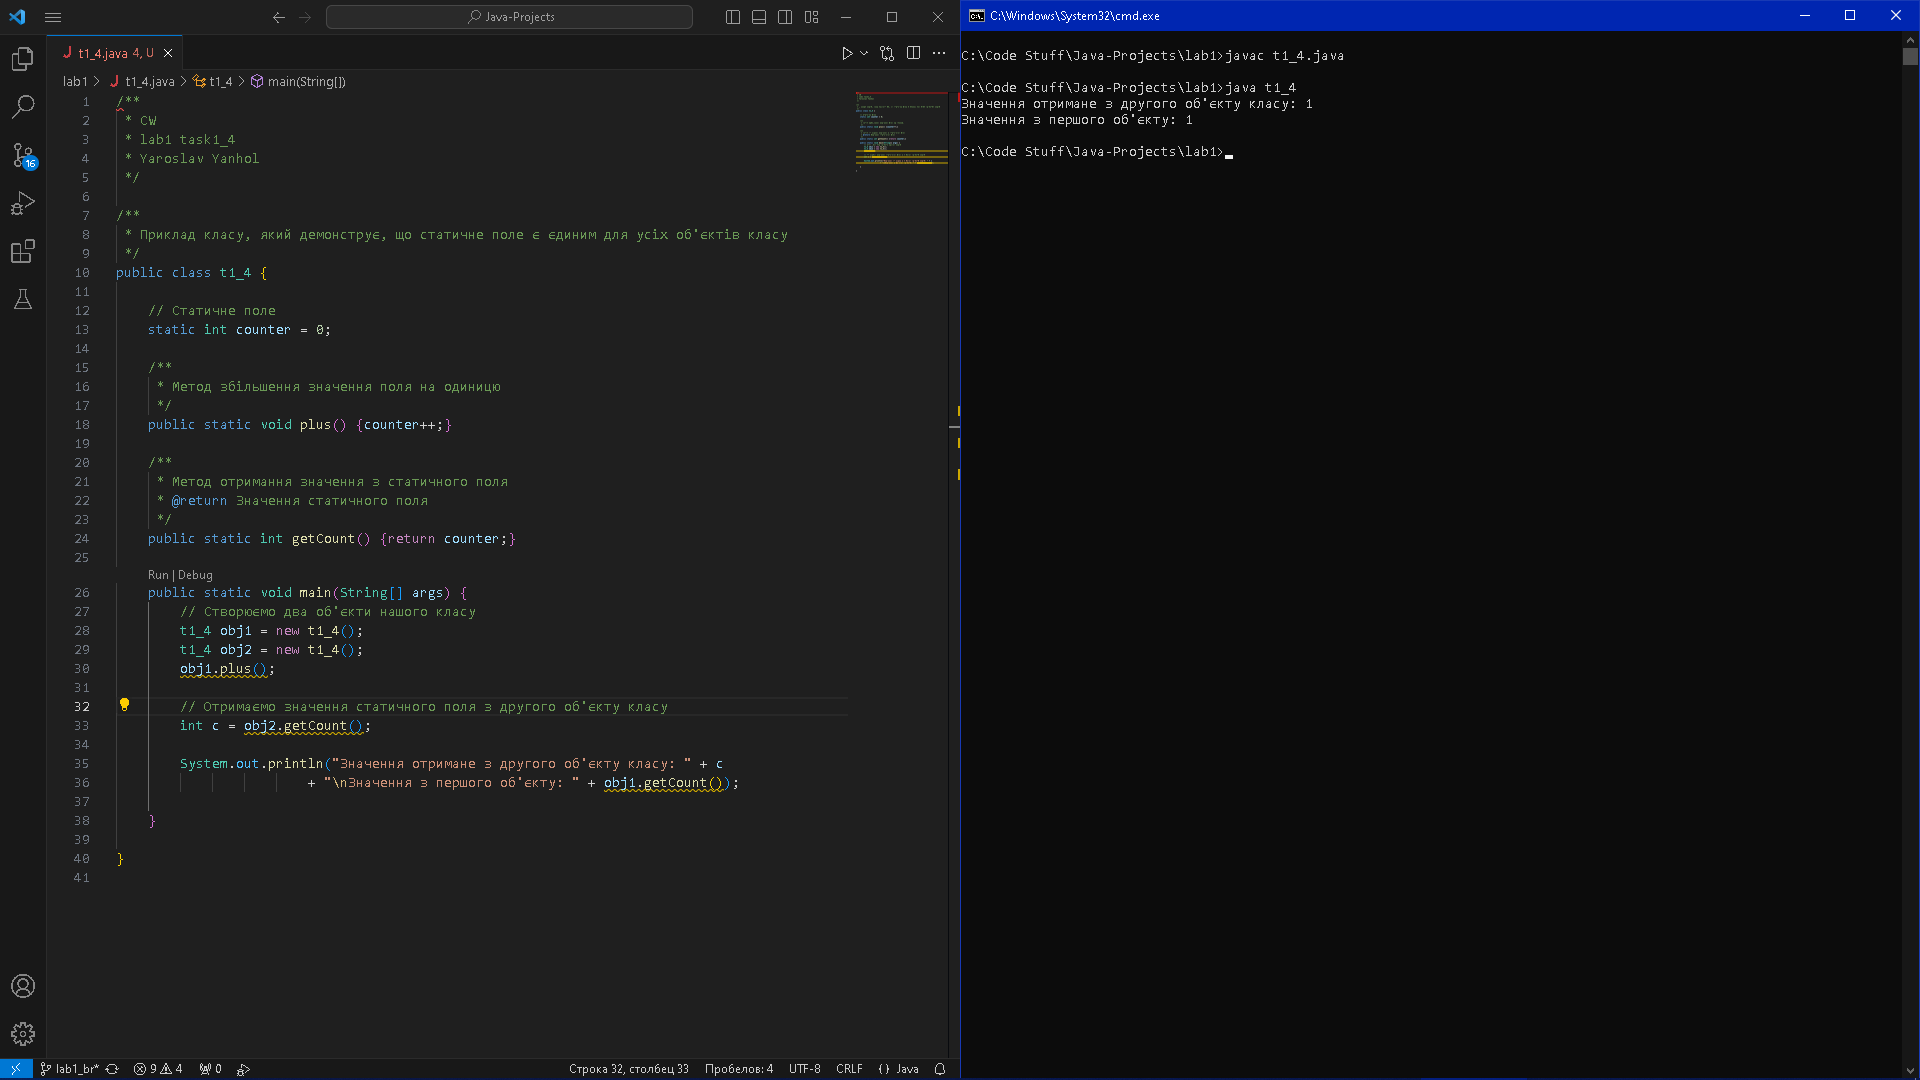 Java-Projects
t1_4.java 4, U
lab1 > t1_4.java > t1_4 > main(String[])
1 /**
2 * CW
3 * lab1 task1_4
4 * Yaroslav Yanhol
5 */
6
7 /**
8 * Приклад класу, який демонструє, що статичне поле є єдиним для усіх об'єктів класу
9 */
10 public class t1_4 {
11
12 // Статичне поле
13 static int counter = 0;
14
15 /**
16 * Метод збільшення значення поля на одиницю
17 */
18 public static void plus() {counter++;}
19
20 /**
21 * Метод отримання значення з статичного поля
22 * @return Значення статичного поля
23 */
24 public static int getCount() {return counter;}
25
Run | Debug
26 public static void main(String[] args) {
27 // Створюємо два об'єкти нашого класу
28 t1_4 obj1 = new t1_4();
29 t1_4 obj2 = new t1_4();
30 obj1.plus();
31
32 // Отримаємо значення статичного поля з другого об'єкту класу
33 int c = obj2.getCount();
34
35 System.out.println("Значення отримане з другого об'єкту класу: " + c
36 + "\nЗначення з першого об'єкту: " + obj1.getCount());
37
38 }
39
40 }
41
16
lab1_br* 9 4 0 Строка 32, столбец 33 Пробелов: 4 UTF-8 CRLF {} Java
C:\Windows\System32\cmd.exe
C:\Code Stuff\Java-Projects\lab1>javac t1_4.java
C:\Code Stuff\Java-Projects\lab1>java t1_4
Значення отримане з другого об'єкту класу: 1
Значення з першого об'єкту: 1
C:\Code Stuff\Java-Projects\lab1>